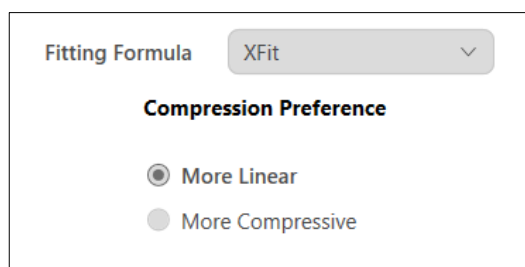 Fitting Formula XFit
Compression Preference
More Linear
More Compressive